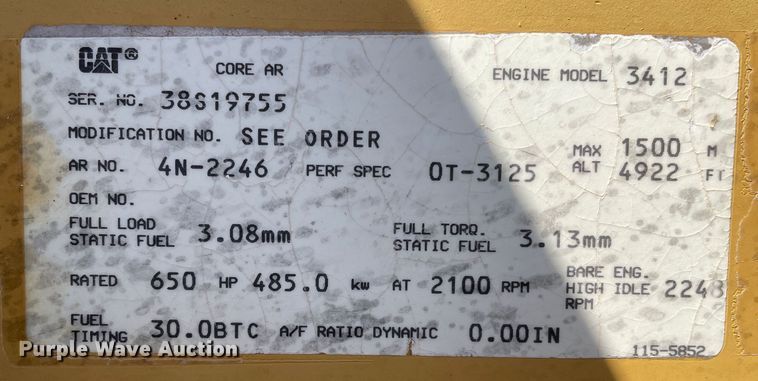 CAT®
CORE AR
ENGINE MODEL 3412
SER. NO. 38S19755
MODIFICATION NO. SEE ORDER
AR NO. 4N-2246 PERF SPEC 0T-3125 MAX ALT 1500 M 4922 FT
OEM NO.
FULL LOAD STATIC FUEL 3.08mm FULL TORQ. STATIC FUEL 3.13mm
RATED 650 HP 485.0 kw AT 2100 RPM BARE ENG. HIGH IDLE RPM 2248
FUEL TIMING 30.0BTC A/F RATIO DYNAMIC 0.00IN
115-5852
Purple Wave Auction